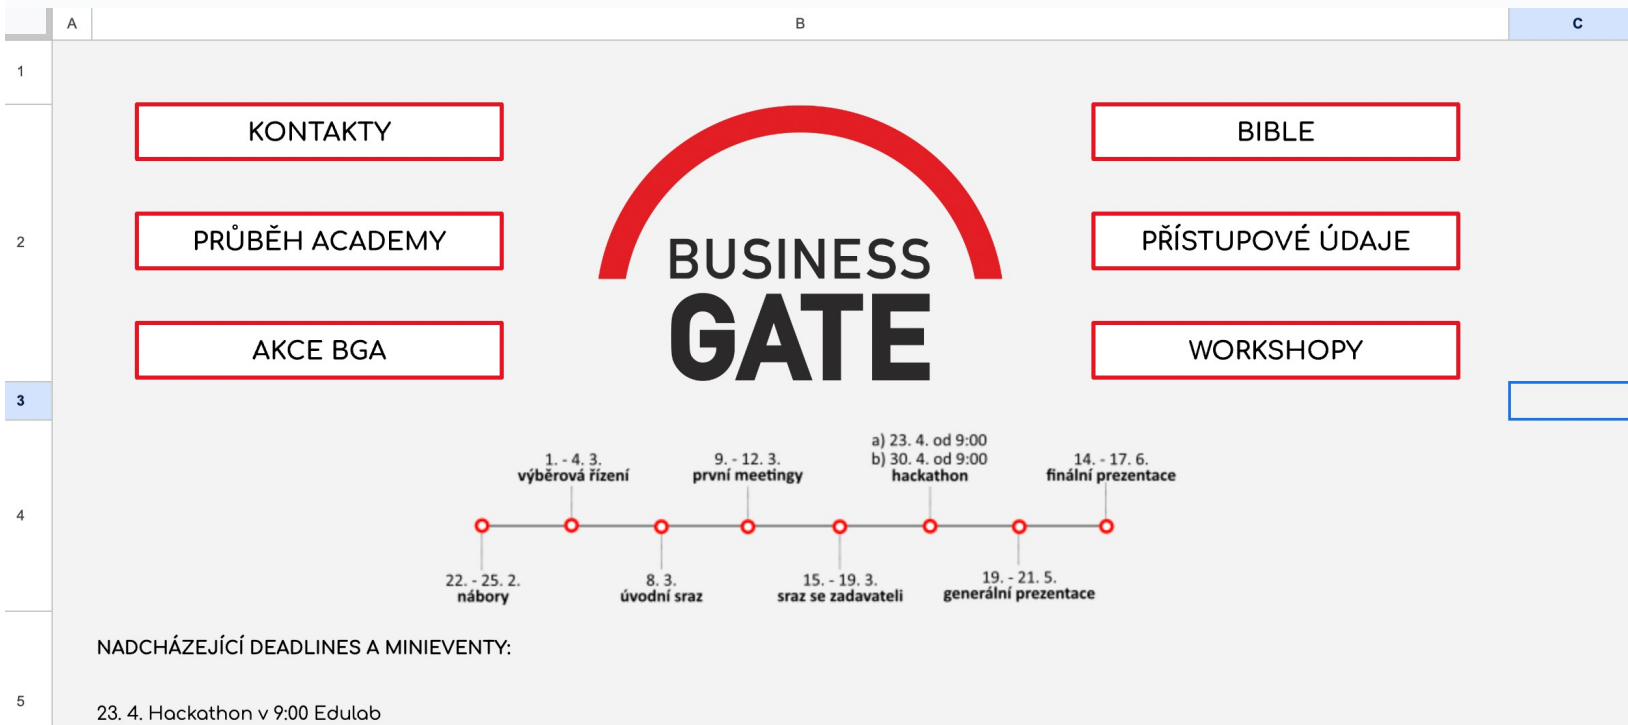 A
B
C
1
KONTAKTY
BIBLE
2
PRŮBĚH ACADEMY
BUSINESS
GATE
PŘÍSTUPOVÉ ÚDAJE
AKCE BGA
WORKSHOPY
3
4
1. - 4. 3.
výběrová řízení
9. - 12. 3.
první meetingy
a) 23. 4. od 9:00
b) 30. 4. od 9:00
hackathon
14. - 17. 6.
finální prezentace
22. - 25. 2.
nábory
8. 3.
úvodní sraz
15. - 19. 3.
sraz se zadavateli
19. - 21. 5.
generální prezentace
NADCHÁZEJÍCÍ DEADLINES A MINIEVENTY:
5
23. 4. Hackathon v 9:00 Edulab